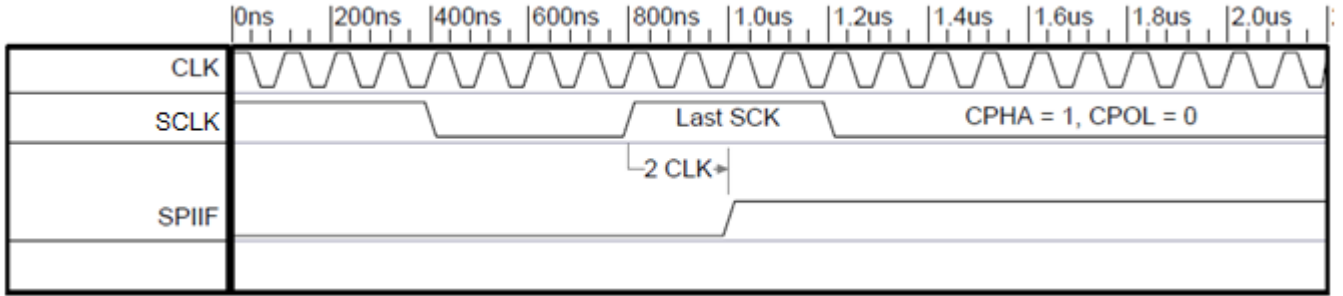 0ns 200ns 400ns 600ns 800ns 1.0us 1.2us 1.4us 1.6us 1.8us 2.0us
CLK
SCLK Last SCK CPHA = 1, CPOL = 0
2 CLK
SPIIF